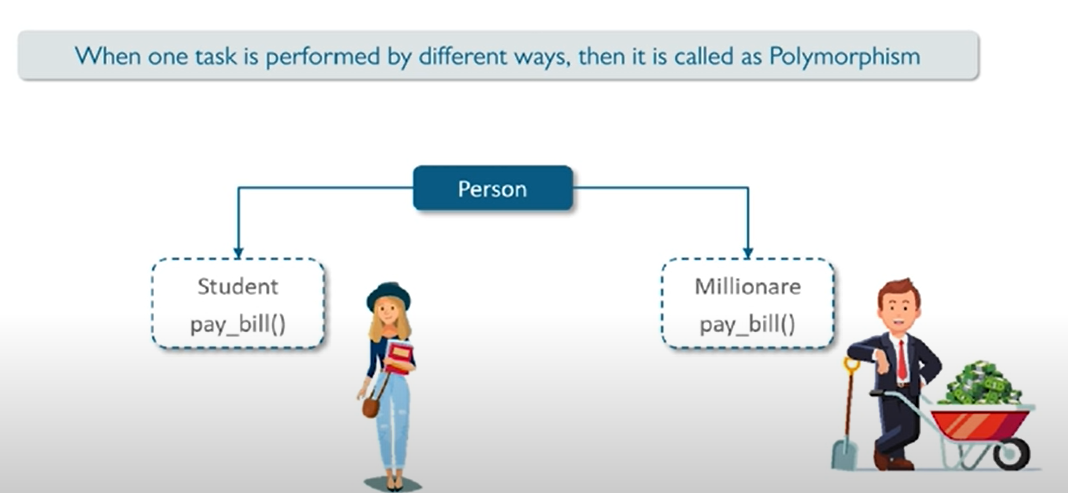 When one task is performed by different ways, then it is called as Polymorphism
Person
Student
pay_bill()
Millionare
pay_bill()